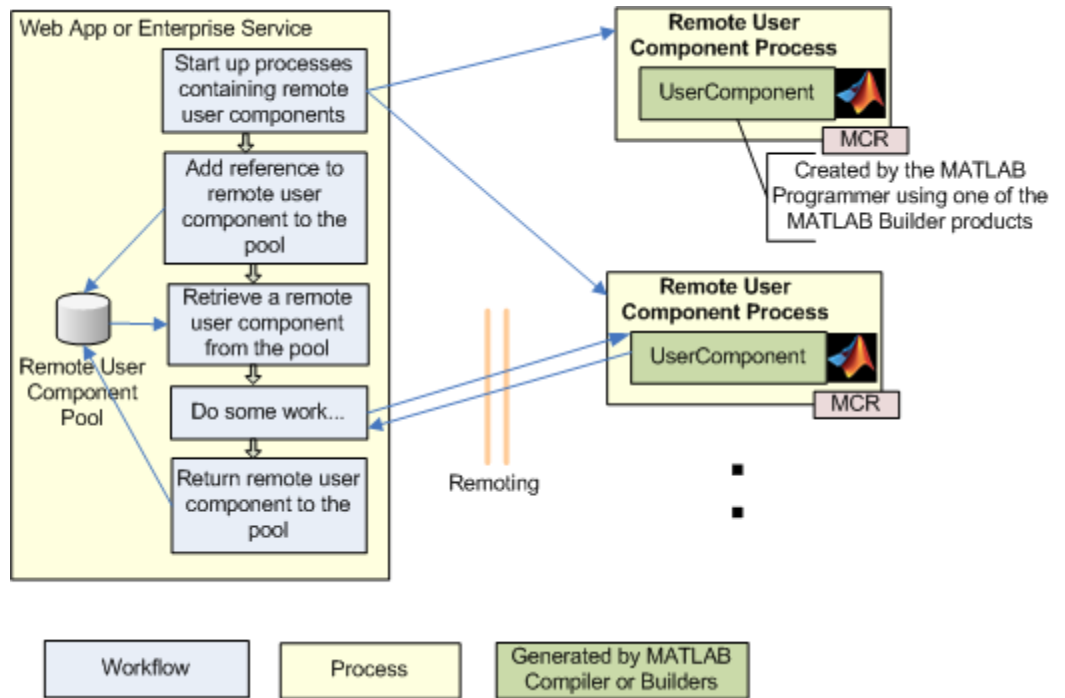 Web App or Enterprise Service
Start up processes
containing remote
user components
Add reference to
remote user
component to the
pool
Retrieve a remote
user component
from the pool
Do some work...
Return remote user
component to the
pool
Remote User
Component
Pool
Remoting
Remote User
Component Process
UserComponent
MCR
Created by the MATLAB
Programmer using one of the
MATLAB Builder products
Remote User
Component Process
UserComponent
MCR
Workflow
Process
Generated by MATLAB
Compiler or Builders